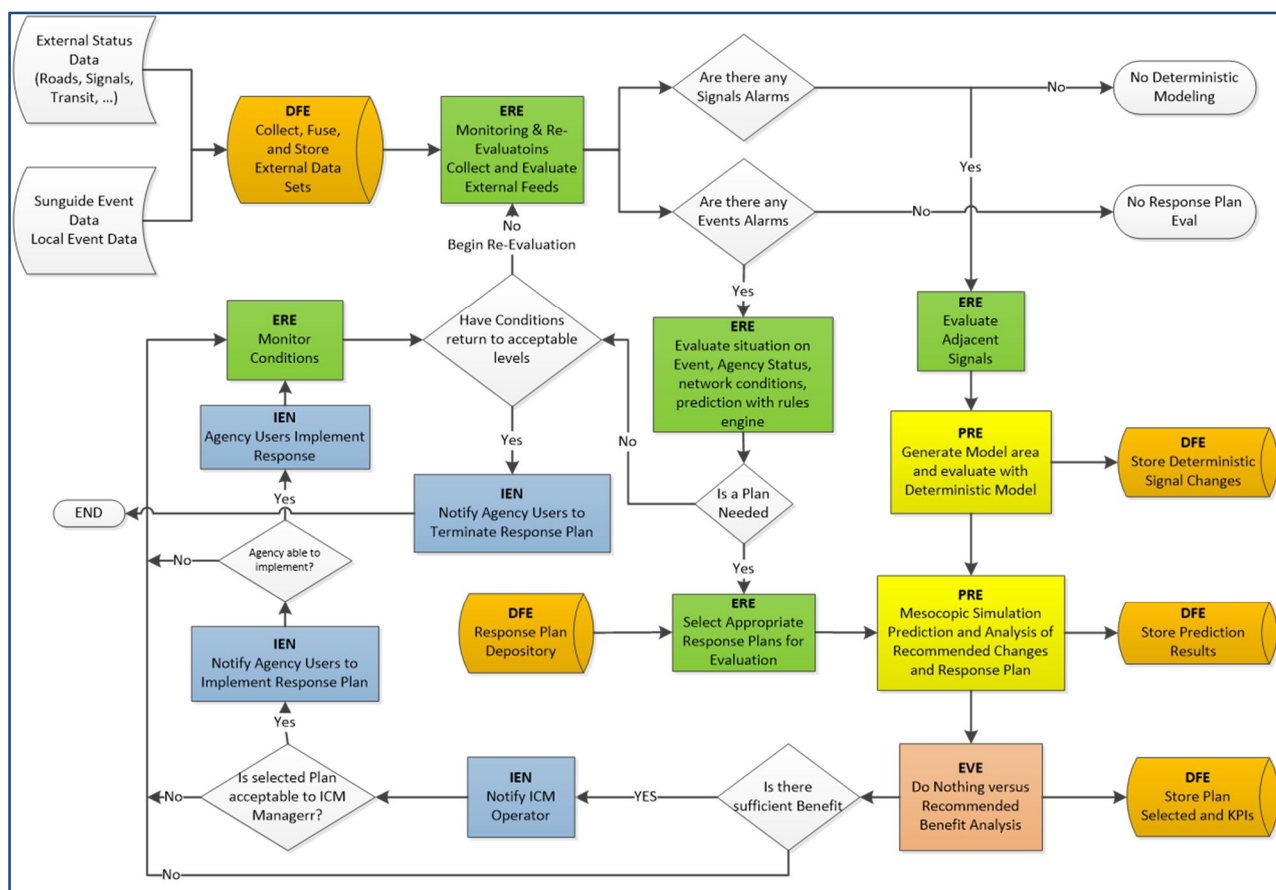 External Status
Data
(Roads, Signals,
Transit, ...)
Sunguide Event
Data
Local Event Data
DFE
Collect, Fuse,
and Store
External Data
Sets
ERE
Monitoring & Re-
Evaluatoins
Collect and Evaluate
External Feeds
Are there any
Signals Alarms
No
No Deterministic
Modeling
Yes
Are there any
Events Alarms
No
No Response Plan
Eval
No
Begin Re-Evaluation
Yes
ERE
Monitor
Conditions
Have Conditions
return to acceptable
levels
ERE
Evaluate situation on
Event, Agency Status,
network conditions,
prediction with rules
engine
ERE
Evaluate
Adjacent
Signals
IEN
Agency Users Implement
Response
Yes
No
PRE
Generate Model area
and evaluate with
Deterministic Model
DFE
Store Deterministic
Signal Changes
Yes
END
IEN
Notify Agency Users to
Terminate Response Plan
Is a Plan
Needed
Agency able to
implement?
No
Yes
IEN
Notify Agency Users to
Implement Response Plan
DFE
Response Plan
Depository
ERE
Select Appropriate
Response Plans for
Evaluation
PRE
Mesocopic Simulation
Prediction and Analysis of
Recommended Changes
and Response Plan
DFE
Store Prediction
Results
Yes
Is selected Plan
acceptable to ICM
Managerr?
No
IEN
Notify ICM
Operator
YES
Is there
sufficient Benefit
EVE
Do Nothing versus
Recommended
Benefit Analysis
DFE
Store Plan
Selected and KPIs
No